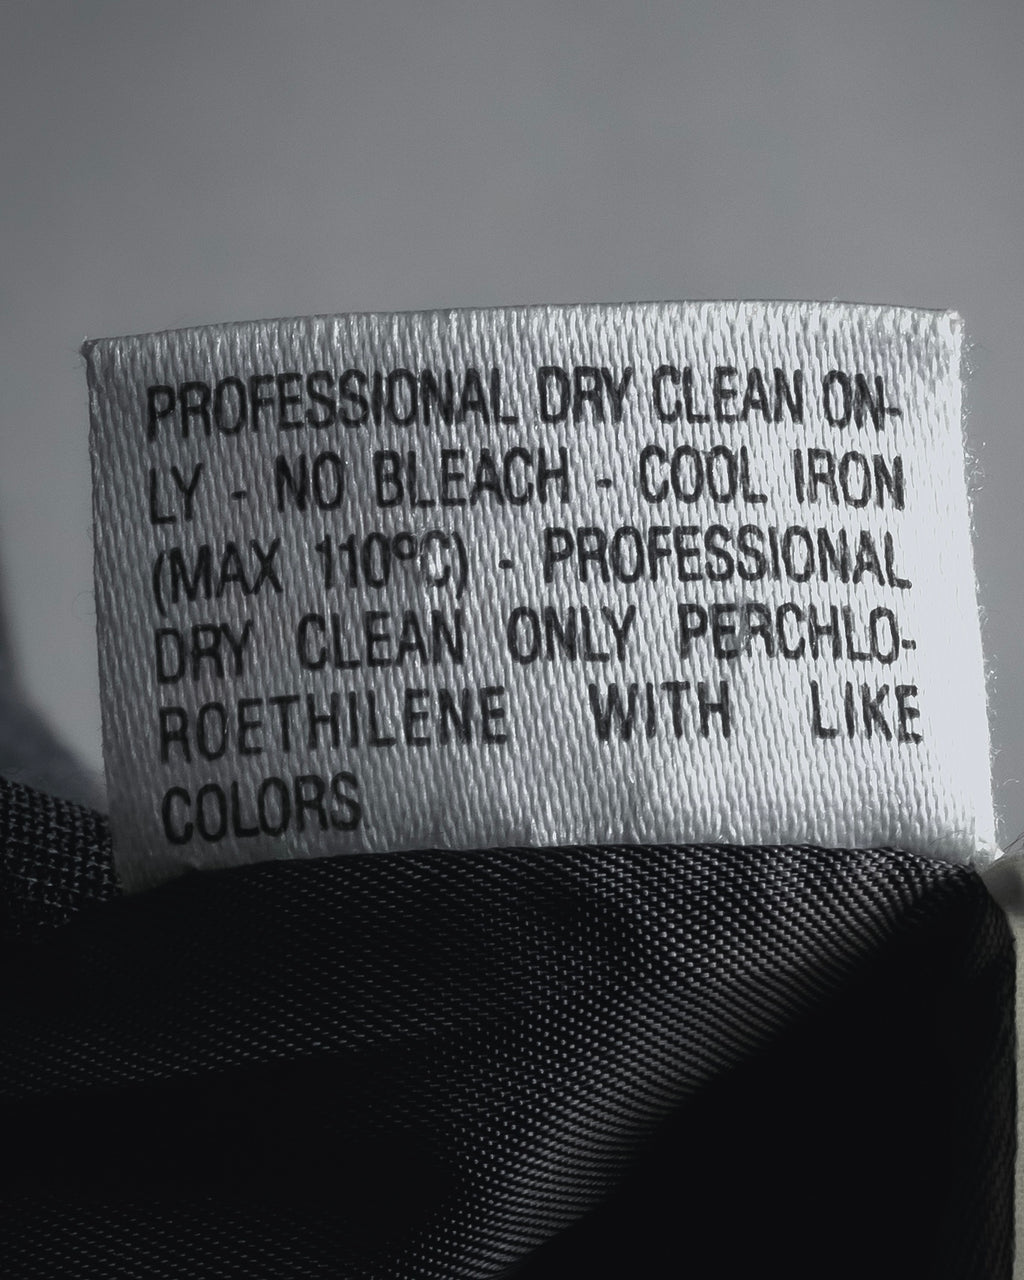 PROFESSIONAL DRY CLEAN ON-
LY - NO BLEACH - COOL IRON
(MAX 110ºC) - PROFESSIONAL
DRY CLEAN ONLY PERCHLO-
ROETHILENE WITH LIKE
COLORS